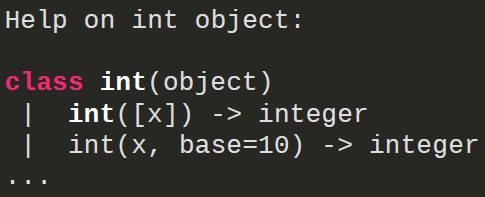 Help on int object:

class int(object)
 |  int([x]) -> integer
 |  int(x, base=10) -> integer
...